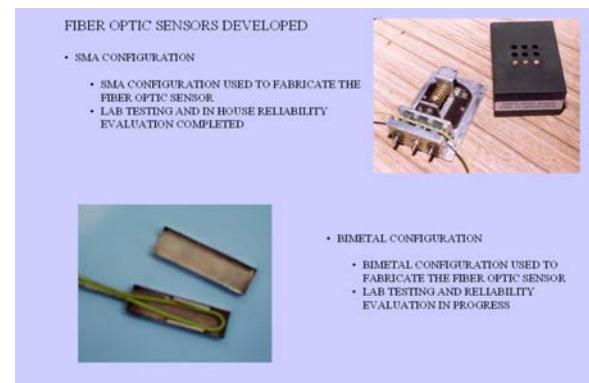 FIBER OPTIC SENSORS DEVELOPED
• SMA CONFIGURATION
• SMA CONFIGURATION USED TO FABRICATE THE
FIBER OPTIC SENSOR
• LAB TESTING AND IN HOUSE RELIABILITY
EVALUATION COMPLETED
• BIMETAL CONFIGURATION
• BIMETAL CONFIGURATION USED TO
FABRICATE THE FIBER OPTIC SENSOR
• LAB TESTING AND RELIABILITY
EVALUATION IN PROGRESS